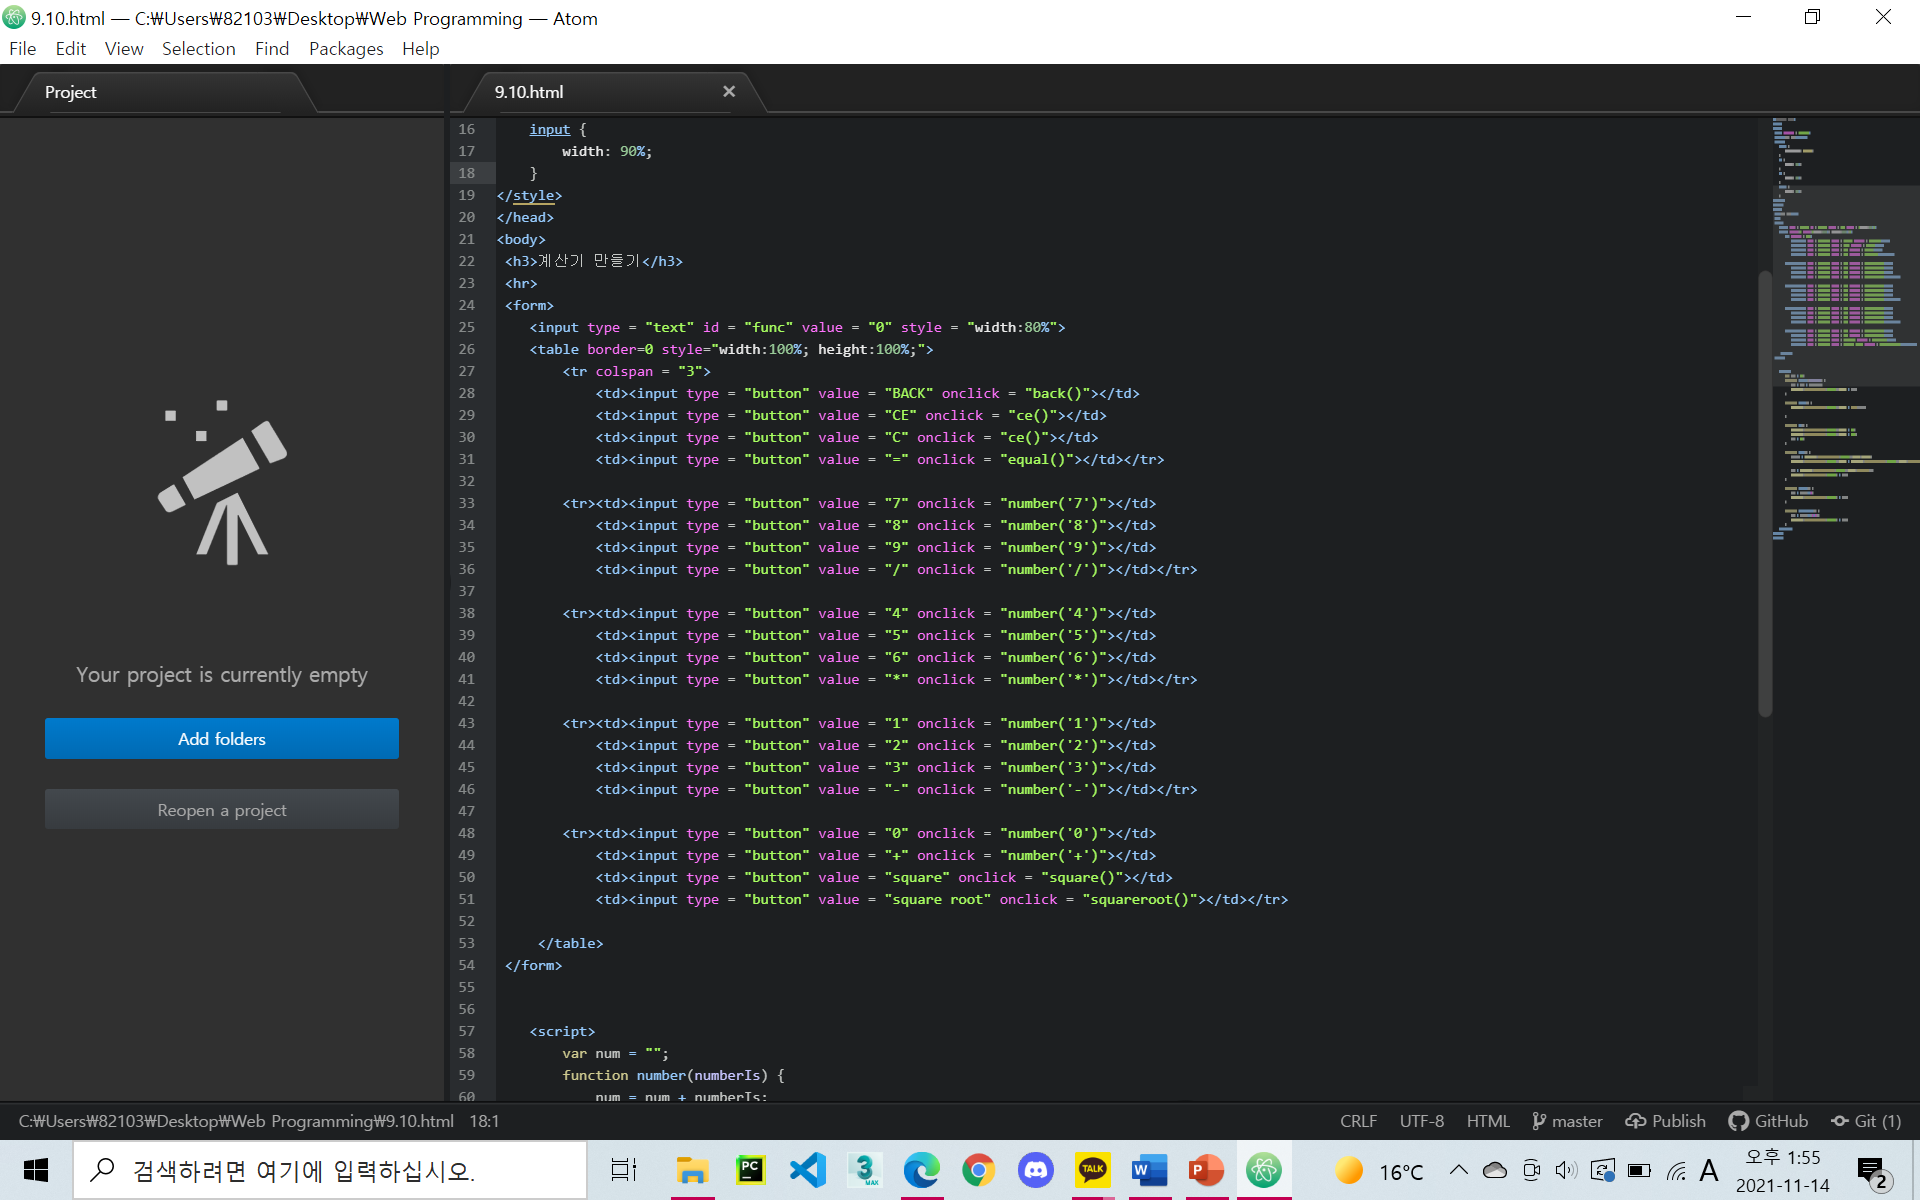 9.10.html — C:₩Users₩82103₩Desktop₩Web Programming — Atom
File Edit View Selection Find Packages Help
Project
9.10.html
16 input {
17 width: 90%;
18 }
19 </style>
20 </head>
21 <body>
22 <h3>계산기 만들기</h3>
23 <hr>
24 <form>
25 <input type = "text" id = "func" value = "0" style = "width:80%">
26 <table border=0 style="width:100%; height:100%;">
27 <tr colspan = "3">
28 <td><input type = "button" value = "BACK" onclick = "back()"></td>
29 <td><input type = "button" value = "CE" onclick = "ce()"></td>
30 <td><input type = "button" value = "C" onclick = "ce()"></td>
31 <td><input type = "button" value = "=" onclick = "equal()"></td></tr>
32
33 <tr><td><input type = "button" value = "7" onclick = "number('7')"></td>
34 <td><input type = "button" value = "8" onclick = "number('8')"></td>
35 <td><input type = "button" value = "9" onclick = "number('9')"></td>
36 <td><input type = "button" value = "/" onclick = "number('/')"></td></tr>
37
38 <tr><td><input type = "button" value = "4" onclick = "number('4')"></td>
39 <td><input type = "button" value = "5" onclick = "number('5')"></td>
40 <td><input type = "button" value = "6" onclick = "number('6')"></td>
41 <td><input type = "button" value = "*" onclick = "number('*')"></td></tr>
42
43 <tr><td><input type = "button" value = "1" onclick = "number('1')"></td>
44 <td><input type = "button" value = "2" onclick = "number('2')"></td>
45 <td><input type = "button" value = "3" onclick = "number('3')"></td>
46 <td><input type = "button" value = "-" onclick = "number('-')"></td></tr>
47
48 <tr><td><input type = "button" value = "0" onclick = "number('0')"></td>
49 <td><input type = "button" value = "+" onclick = "number('+')"></td>
50 <td><input type = "button" value = "square" onclick = "square()"></td>
51 <td><input type = "button" value = "square root" onclick = "squareroot()"></td></tr>
52
53 </table>
54 </form>
55
56
57 <script>
58 var num = "";
59 function number(numberIs) {
60 num = num + numberIs;
Your project is currently empty
Add folders
Reopen a project
C:₩Users₩82103₩Desktop₩Web Programming₩9.10.html 18:1
CRLF UTF-8 HTML master Publish GitHub Git (1)
검색하려면 여기에 입력하십시오.
PC
3
MAX
TALK
W
P
16°C
A
오후 1:55
2021-11-14
2